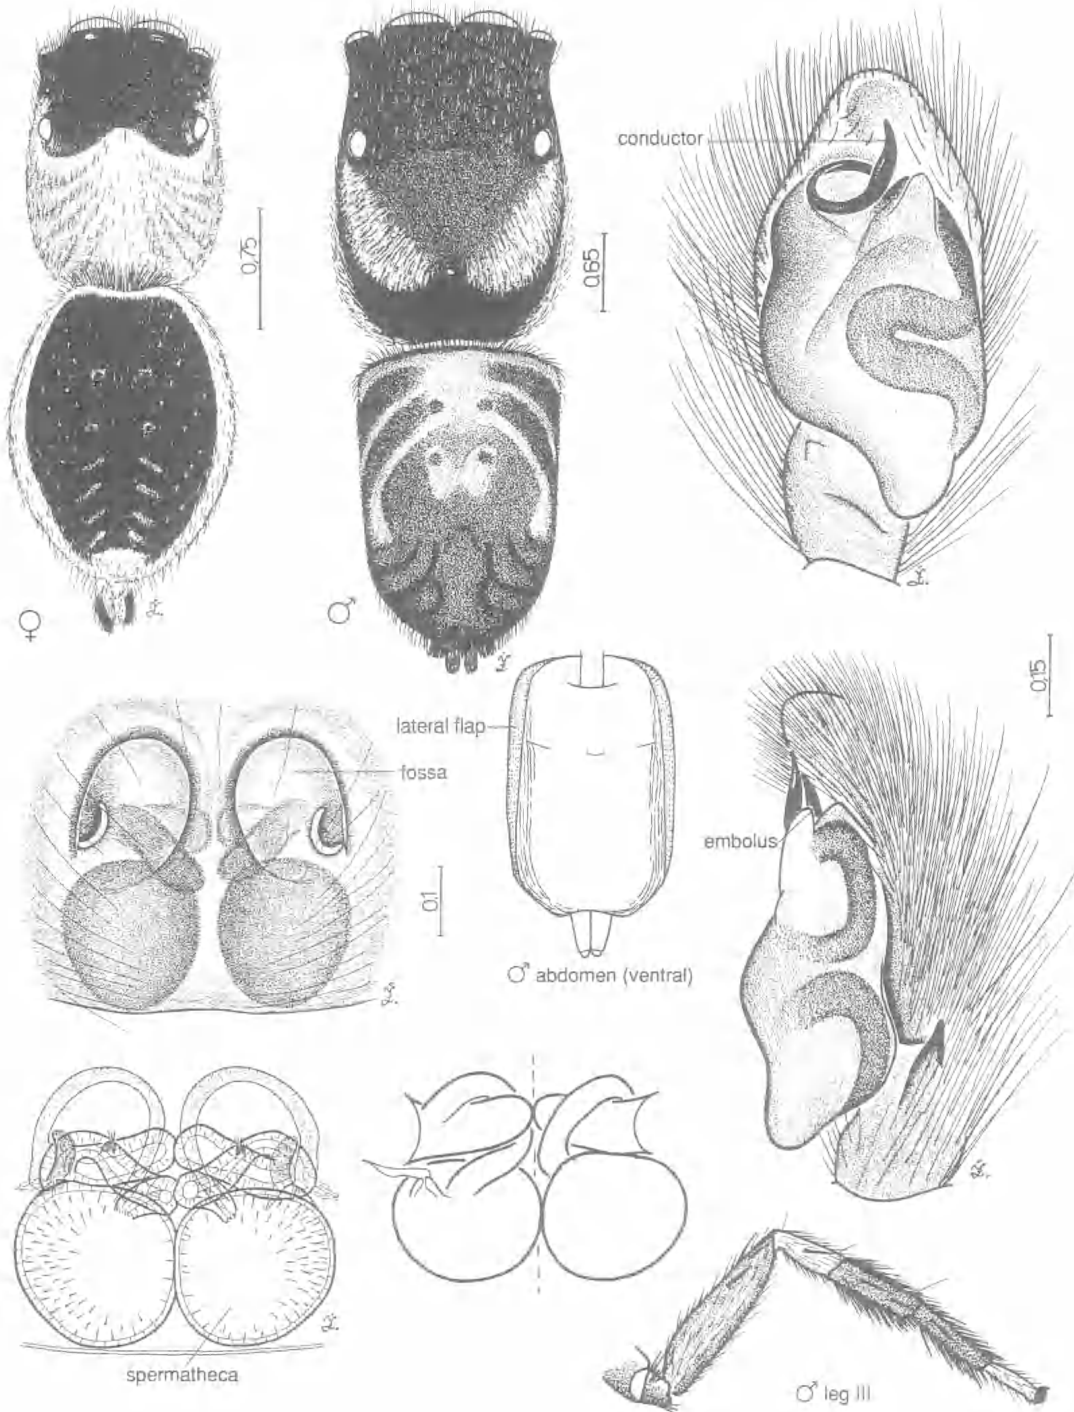 conductor
0.75
0.65
♀
♂
0.15
lateral flap
fossa
embolus
0.1
♂ abdomen (ventral)
spermatheca
♂ leg III